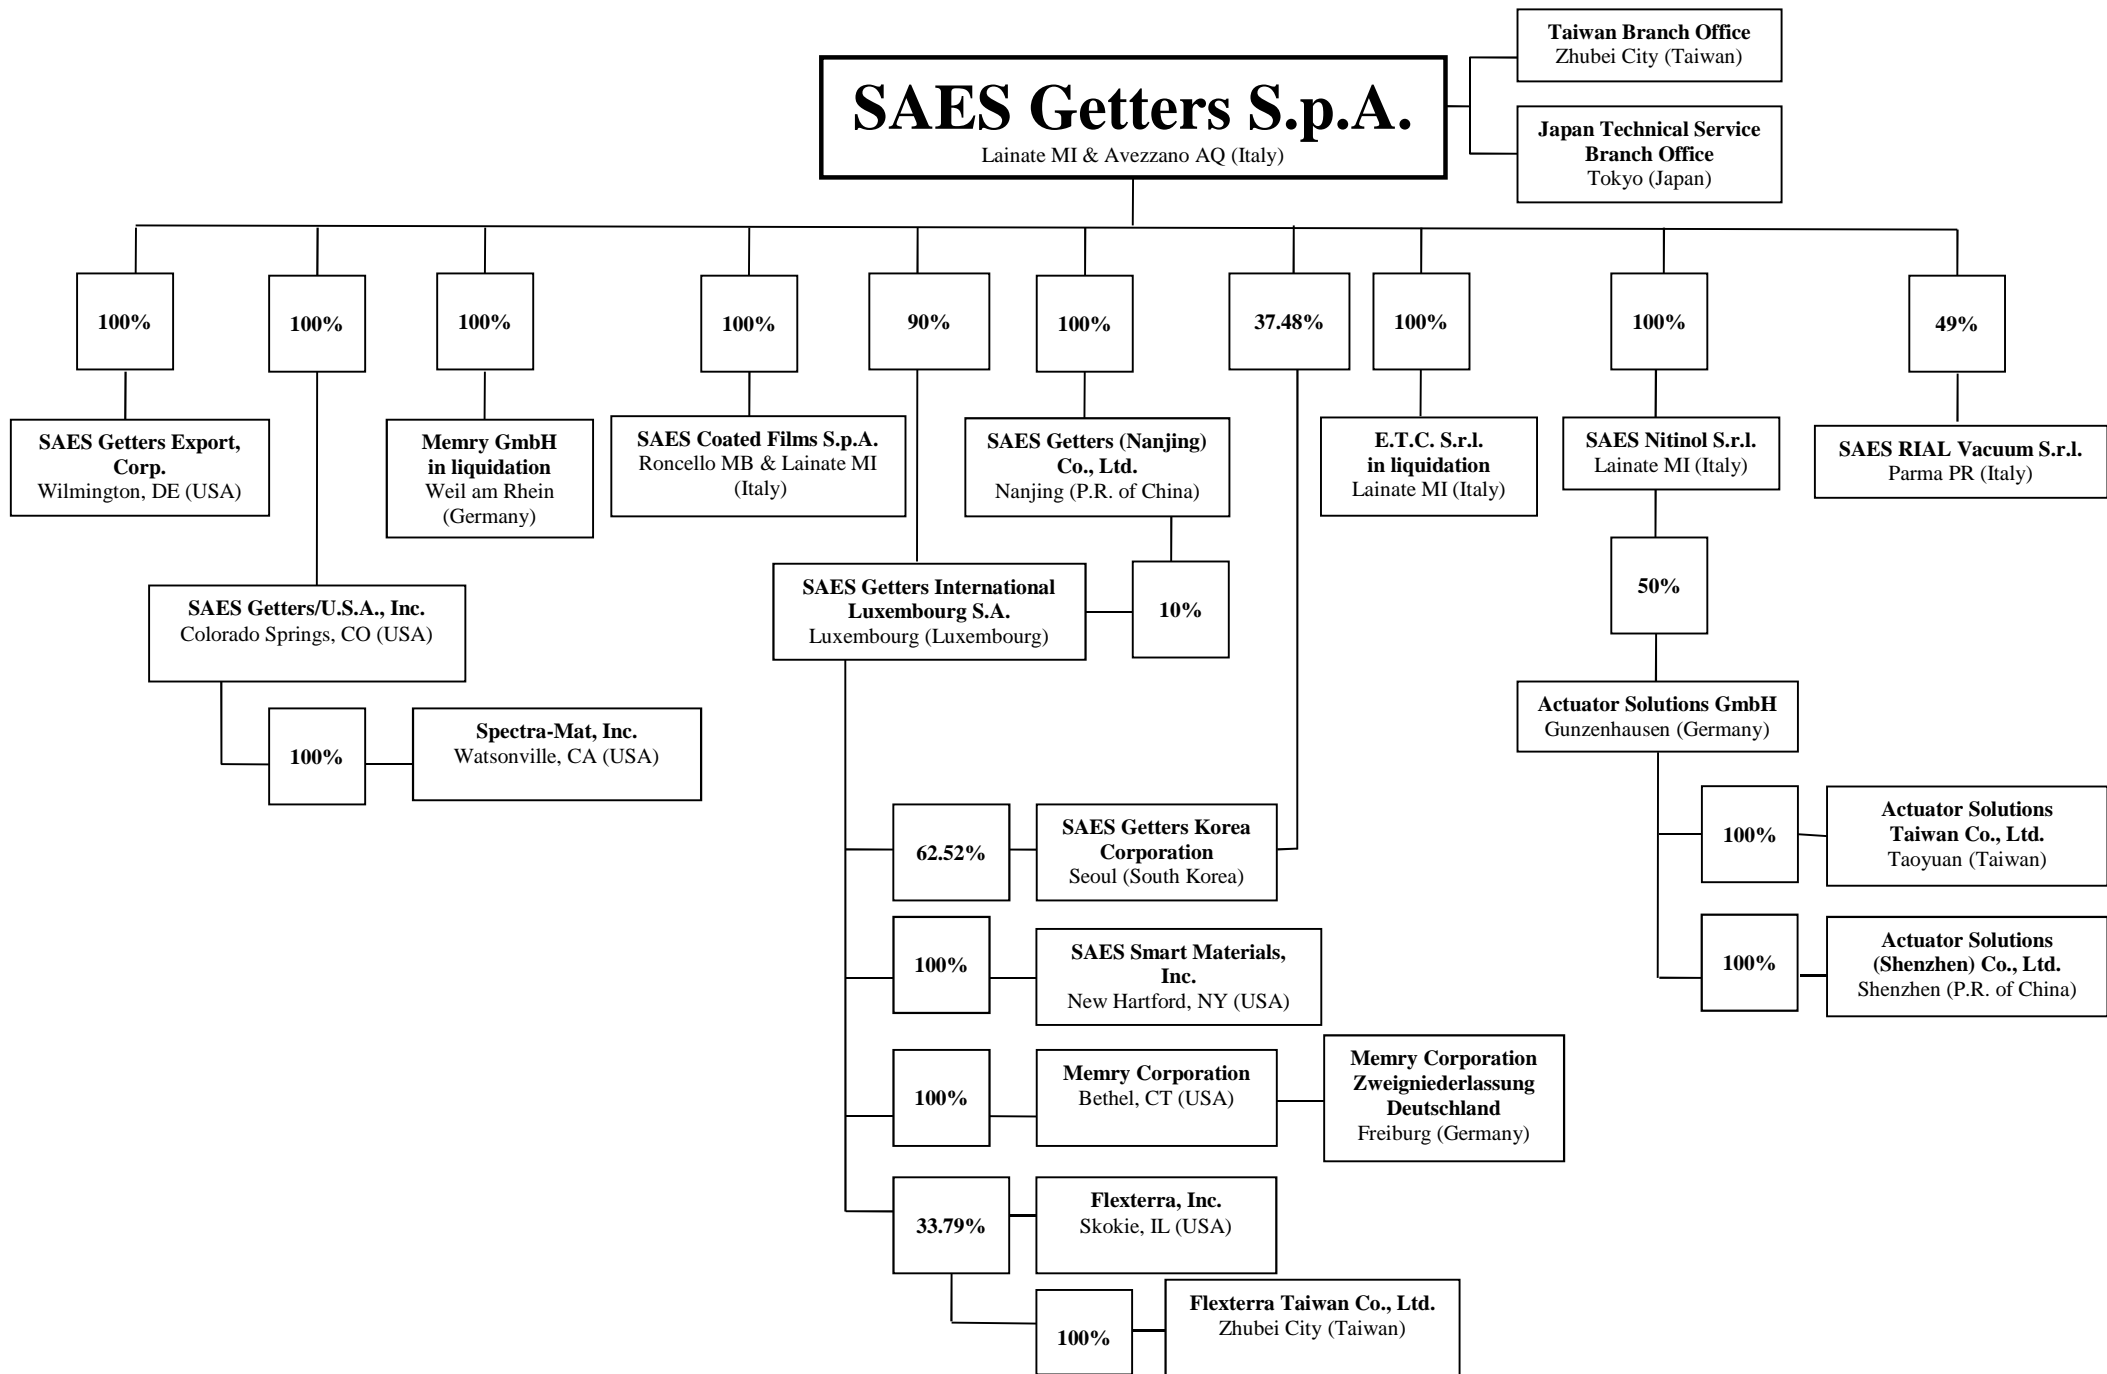 Taiwan Branch Office
Zhubei City (Taiwan)
SAES Getters S.p.A.
Lainate MI & Avezzano AQ (Italy)
Japan Technical Service
Branch Office
Tokyo (Japan)
100%
100%
100%
100%
90%
100%
37.48%
100%
100%
49%
SAES Getters Export,
Corp.
Wilmington, DE (USA)
Memry GmbH
in liquidation
Weil am Rhein
(Germany)
SAES Coated Films S.p.A.
Roncello MB & Lainate MI
(Italy)
SAES Getters (Nanjing)
Co., Ltd.
Nanjing (P.R. of China)
E.T.C. S.r.l.
in liquidation
Lainate MI (Italy)
SAES Nitinol S.r.l.
Lainate MI (Italy)
SAES RIAL Vacuum S.r.l.
Parma PR (Italy)
SAES Getters/U.S.A., Inc.
Colorado Springs, CO (USA)
SAES Getters International
Luxembourg S.A.
Luxembourg (Luxembourg)
10%
50%
100%
Spectra-Mat, Inc.
Watsonville, CA (USA)
Actuator Solutions GmbH
Gunzenhausen (Germany)
62.52%
SAES Getters Korea
Corporation
Seoul (South Korea)
100%
Actuator Solutions
Taiwan Co., Ltd.
Taoyuan (Taiwan)
100%
SAES Smart Materials,
Inc.
New Hartford, NY (USA)
100%
Actuator Solutions
(Shenzhen) Co., Ltd.
Shenzhen (P.R. of China)
100%
Memry Corporation
Bethel, CT (USA)
Memry Corporation
Zweigniederlassung
Deutschland
Freiburg (Germany)
33.79%
Flexterra, Inc.
Skokie, IL (USA)
100%
Flexterra Taiwan Co., Ltd.
Zhubei City (Taiwan)